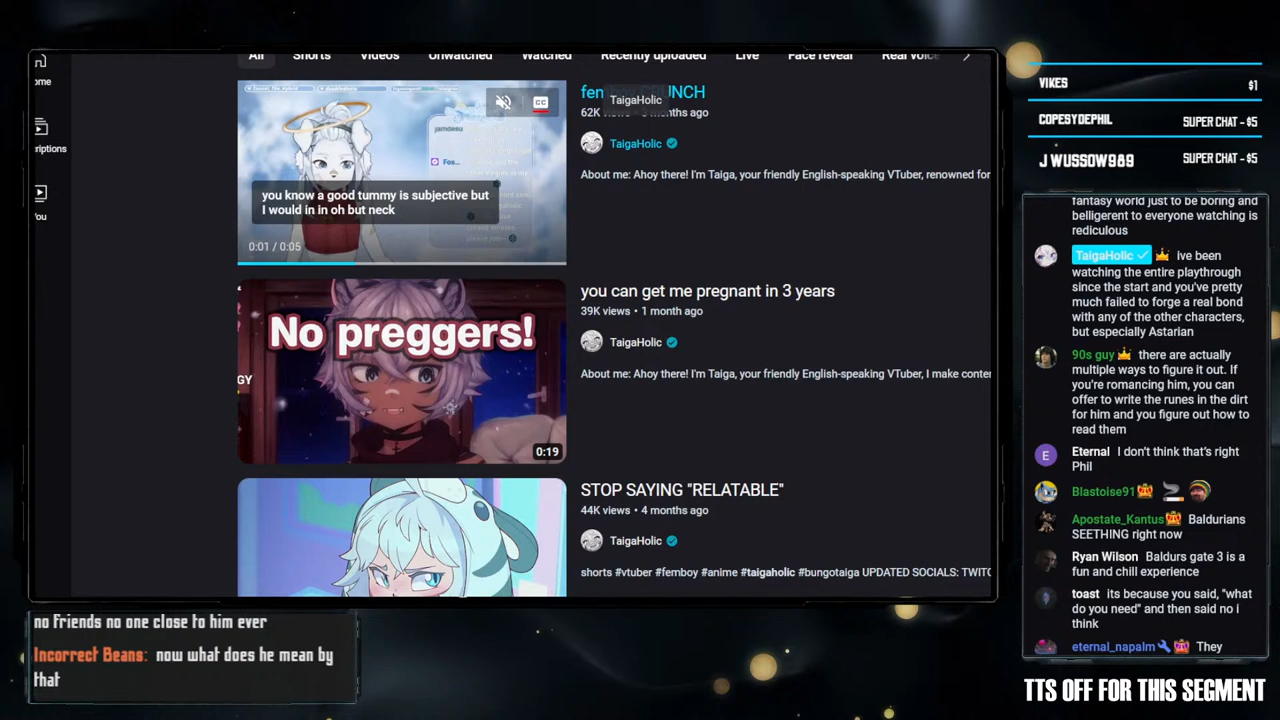 All Shorts Videos Unwatched Watched Recently uploaded Live Face reveal Real voice
ome
riptions
ou
you know a good tummy is subjective but
I would in in oh but neck
0:01 / 0:05
CC
jamdesu
Fos...
TaigaHolic
62K
ago
TaigaHolic
About me: Ahoy there! I'm Taiga, your friendly English-speaking VTuber, renowned for
No preggers!
GY
0:19
you can get me pregnant in 3 years
39K views • 1 month ago
TaigaHolic
About me: Ahoy there! I'm Taiga, your friendly English-speaking VTuber, I make conter
STOP SAYING "RELATABLE"
44K views • 4 months ago
TaigaHolic
shorts #vtuber #femboy #anime #taigaholic #bungotaiga UPDATED SOCIALS: TWITC
no friends no one close to him ever
Incorrect Beans: now what does he mean by
that
VIKES $1
COPESYDEPHIL SUPER CHAT - $5
J WUSSOW989 SUPER CHAT - $5
fantasy world just to be boring and
belligerent to everyone watching is
rediculous
TaigaHolic ive been
watching the entire playthrough
since the start and you've pretty
much failed to forge a real bond
with any of the other characters,
but especially Astarian
90s guy there are actually
multiple ways to figure it out. If
you're romancing him, you can
offer to write the runes in the dirt
for him and you figure out how to
read them
E
Eternal I don't think that's right
Phil
Blastoise91
Apostate_Kantus Baldurians
SEETHING right now
Ryan Wilson Baldurs gate 3 is a
fun and chill experience
toast its because you said, "what
do you need" and then said no i
think
eternal_napalm They
TTS OFF FOR THIS SEGMENT